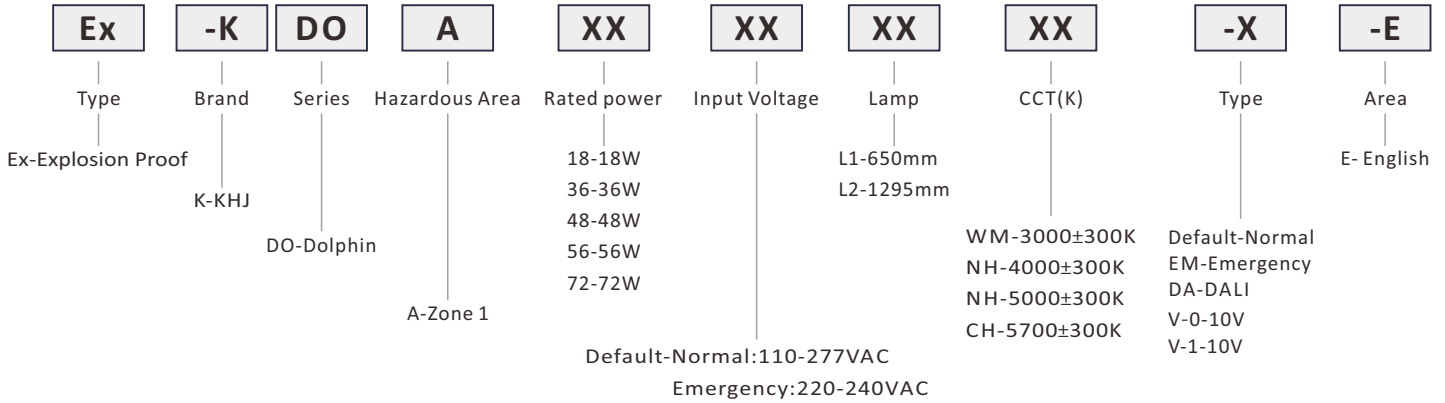 Ex -K DO A XX XX XX XX -X -E
Type Brand Series Hazardous Area Rated power Input Voltage Lamp CCT(K) Type Area
Ex-Explosion Proof
K-KHJ
DO-Dolphin
A-Zone 1
18-18W
36-36W
48-48W
56-56W
72-72W
Default-Normal:110-277VAC
Emergency:220-240VAC
L1-650mm
L2-1295mm
WM-3000±300K
NH-4000±300K
NH-5000±300K
CH-5700±300K
Default-Normal
EM-Emergency
DA-DALI
V-0-10V
V-1-10V
E- English